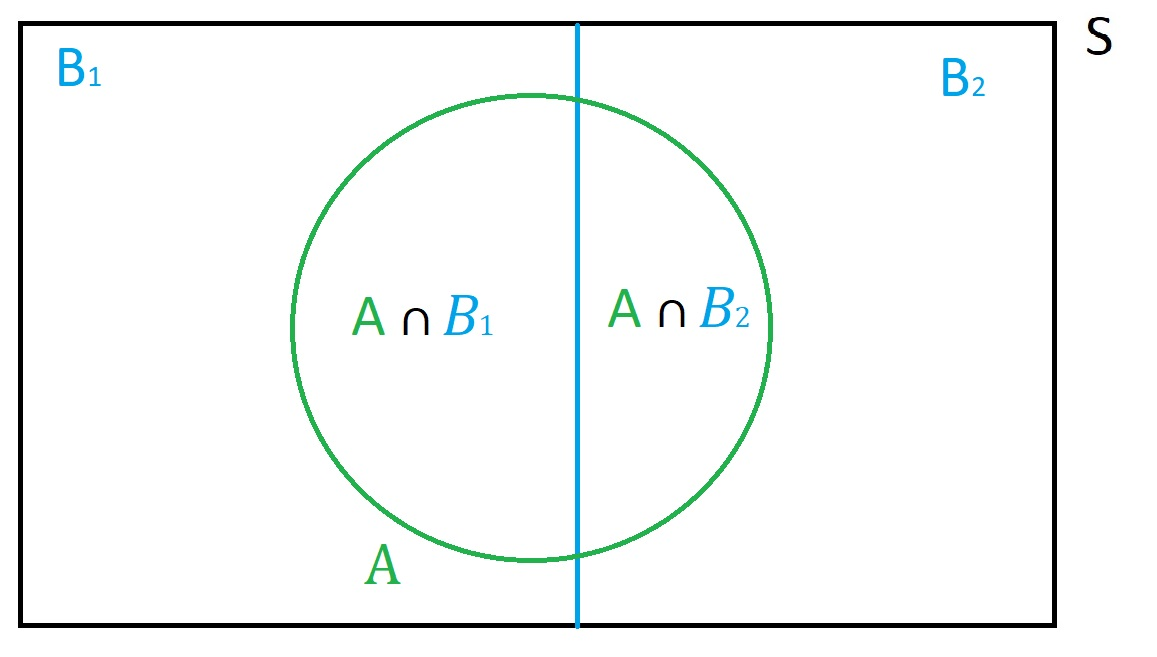 S
B₁
B₂
A ∩ B₁
A ∩ B₂
A